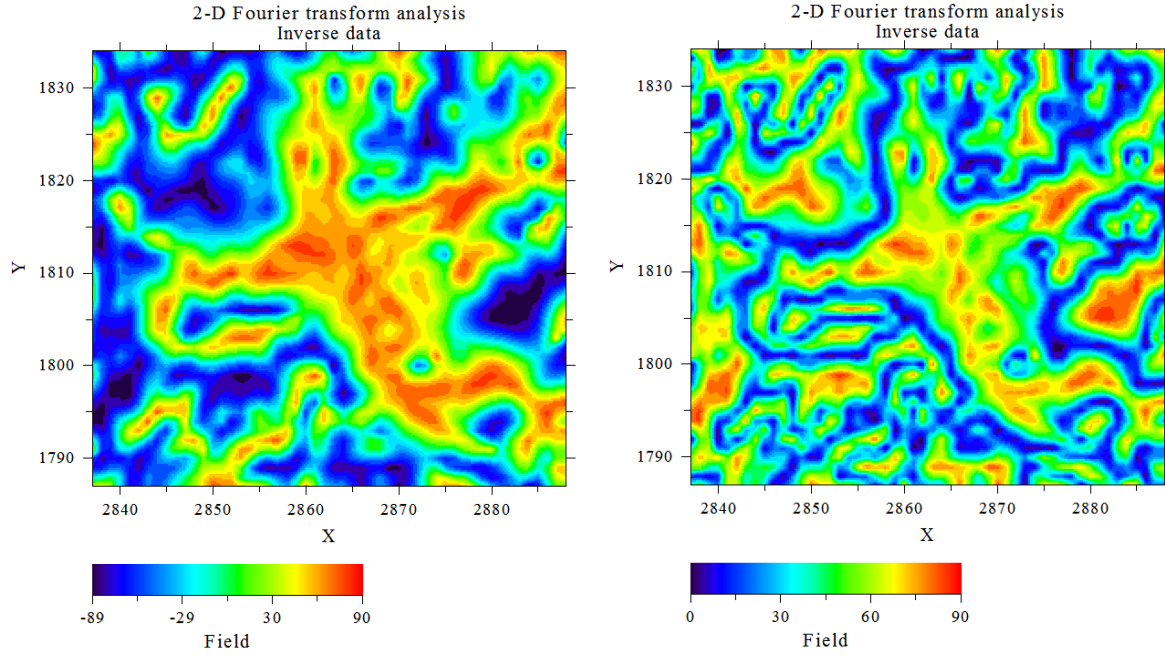 2-D Fourier transform analysis
Inverse data
1830
1820
1810
1800
1790
Y
2840 2850 2860 2870 2880
X
-89 -29 30 90
Field
2-D Fourier transform analysis
Inverse data
1830
1820
1810
1800
1790
Y
2840 2850 2860 2870 2880
X
0 30 60 90
Field